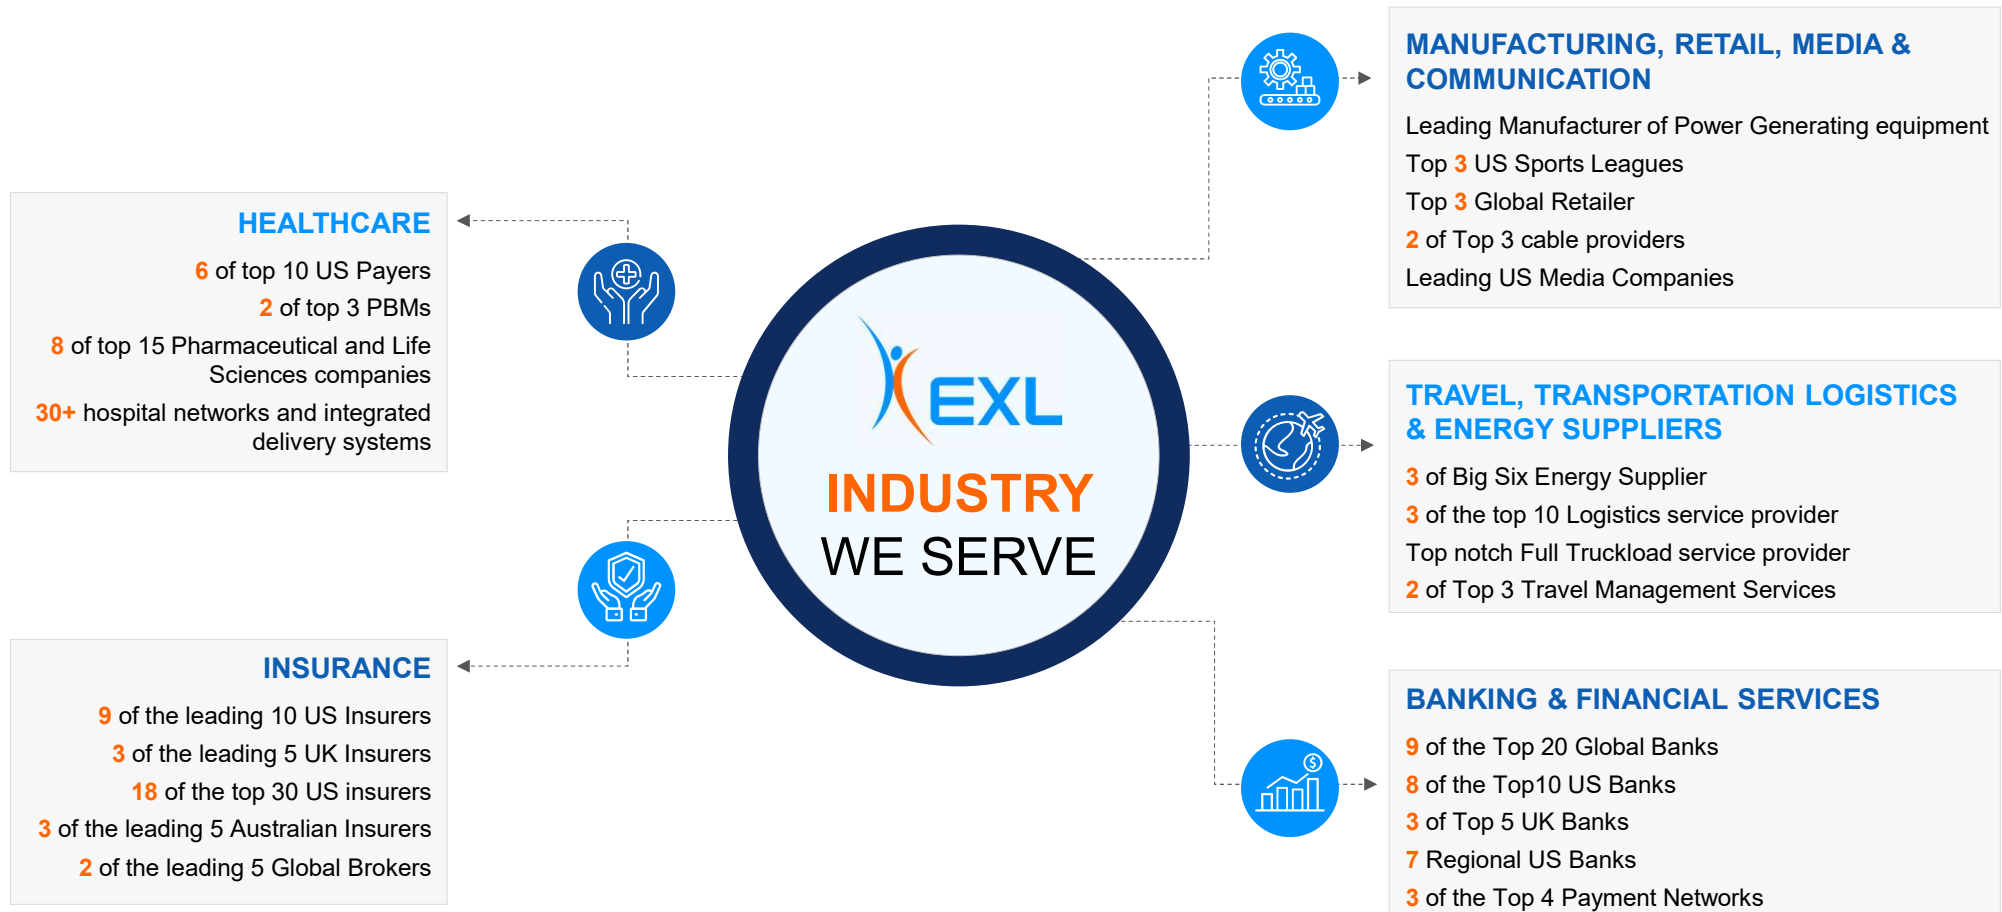 MANUFACTURING, RETAIL, MEDIA &
COMMUNICATION
Leading Manufacturer of Power Generating equipment
Top 3 US Sports Leagues
Top 3 Global Retailer
2 of Top 3 cable providers
Leading US Media Companies
HEALTHCARE
6 of top 10 US Payers
2 of top 3 PBMs
8 of top 15 Pharmaceutical and Life
Sciences companies
30+ hospital networks and integrated
delivery systems
EXL
INDUSTRY
WE SERVE
TRAVEL, TRANSPORTATION LOGISTICS
& ENERGY SUPPLIERS
3 of Big Six Energy Supplier
3 of the top 10 Logistics service provider
Top notch Full Truckload service provider
2 of Top 3 Travel Management Services
INSURANCE
9 of the leading 10 US Insurers
3 of the leading 5 UK Insurers
18 of the top 30 US insurers
3 of the leading 5 Australian Insurers
2 of the leading 5 Global Brokers
BANKING & FINANCIAL SERVICES
9 of the Top 20 Global Banks
8 of the Top10 US Banks
3 of Top 5 UK Banks
7 Regional US Banks
3 of the Top 4 Payment Networks
$